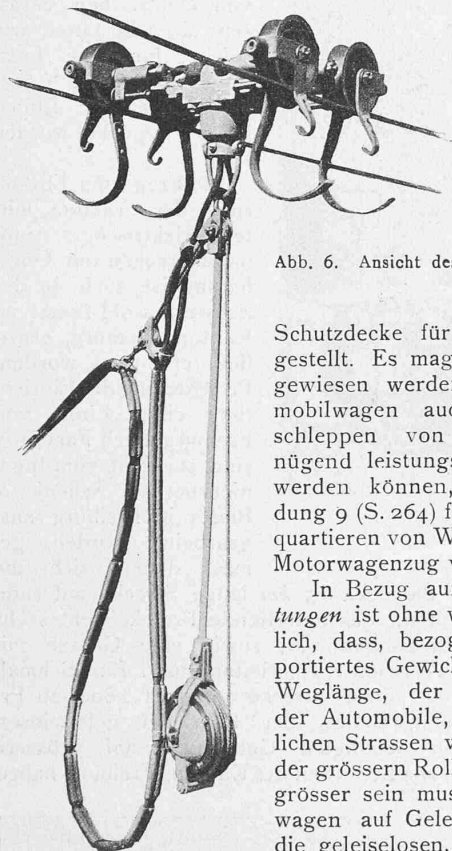 Abb. 6. Ansicht de
Schutzdecke für
gestellt. Es mag
gewiesen werde
mobilwagen auc
schleppen von
nügend leistungs
werden können,
dung 9 (S. 264) f
quartieren von W
Motorwagenzug v
In Bezug au
tungen ist ohne v
lich, dass bezog
portiertes Gewic
Weglänge, der
der Automobile,
lichen Strassen v
den grössern Rol
grösser sein mus
wagen auf Gele
die geleiselosen.